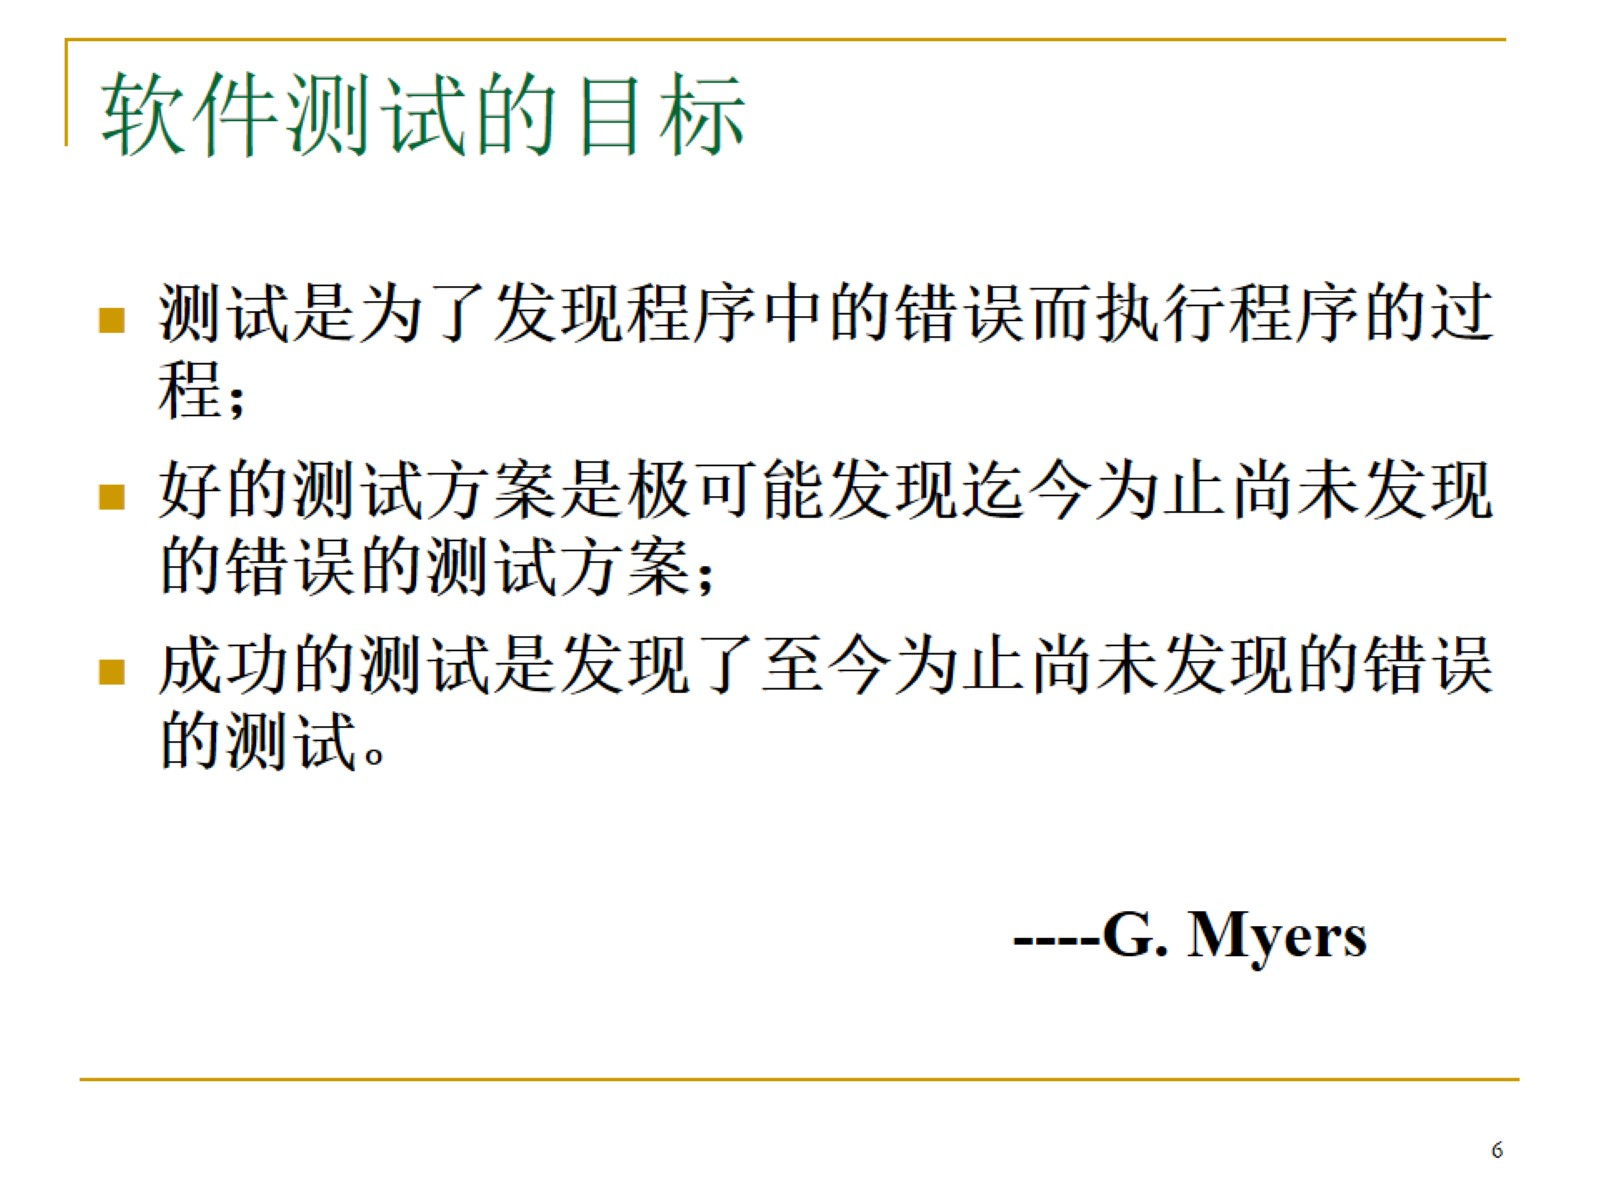 软件测试的目标
测试是为了发现程序中的错误而执行程序的过
程；
好的测试方案是极可能发现迄今为止尚未发现
的错误的测试方案；
成功的测试是发现了至今为止尚未发现的错误
的测试。
----G. Myers
6